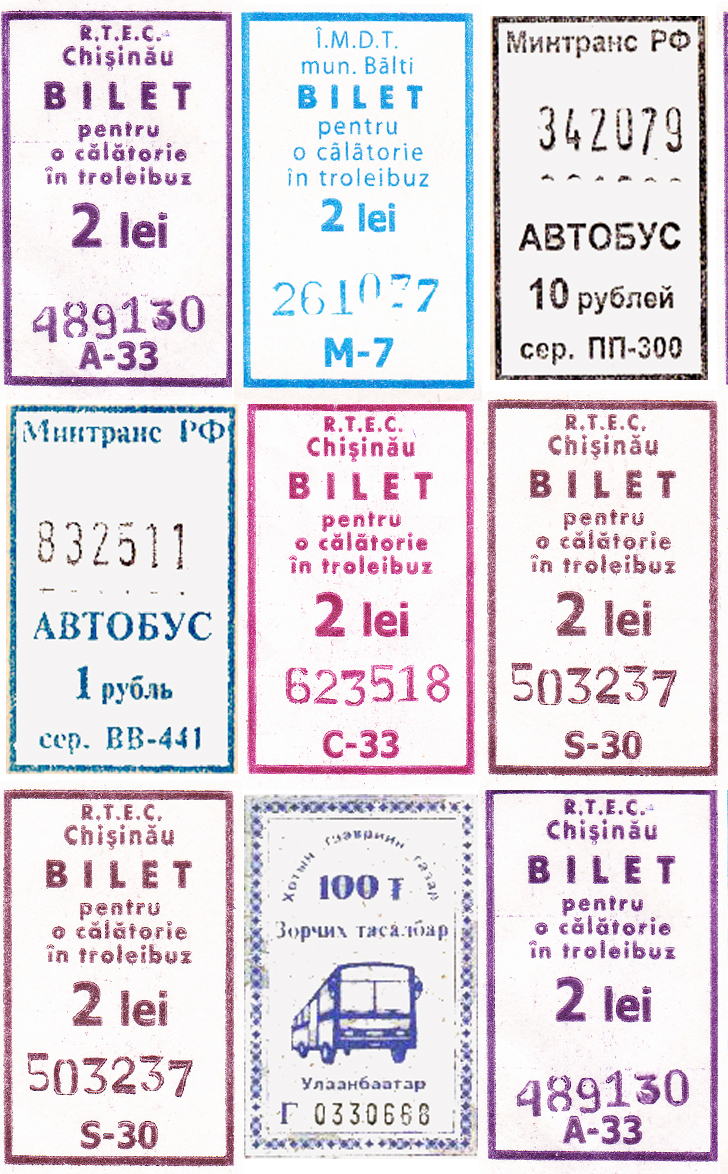 R.T.E.C.
Chişinău
BILET
pentru
o călătorie
în troleibuz
2 lei
489130
A-33
Î.M.D.T.
mun. Bălti
BILET
pentru
o călătorie
în troleibuz
2 lei
261077
M-7
Минтранс РФ
342079
АВТОБУС
10 рублей
сер. ПП-300
Минтранс РФ
832511
АВТОБУС
1 рубль
сер. ВВ-441
R.T.E.C.
Chişinău
BILET
pentru
o călătorie
în troleibuz
2 lei
623518
C-33
R.T.E.C.
Chişinău
BILET
pentru
o călătorie
în troleibuz
2 lei
503237
S-30
R.T.E.C.
Chişinău
BILET
pentru
o călătorie
în troleibuz
2 lei
503237
S-30
Хотын тээврийн газар
100 ₮
Зорчих тасалбар
Улаанбаатар
Г 0330668
R.T.E.C.
Chişinău
BILET
pentru
o călătorie
în troleibuz
2 lei
489130
A-33